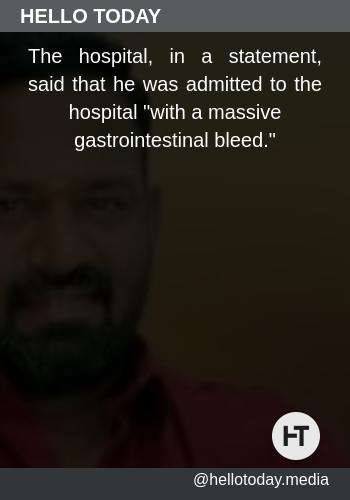 HELLO TODAY
The hospital, in a statement,
said that he was admitted to the
hospital "with a massive
gastrointestinal bleed."
HT
@hellotoday.media